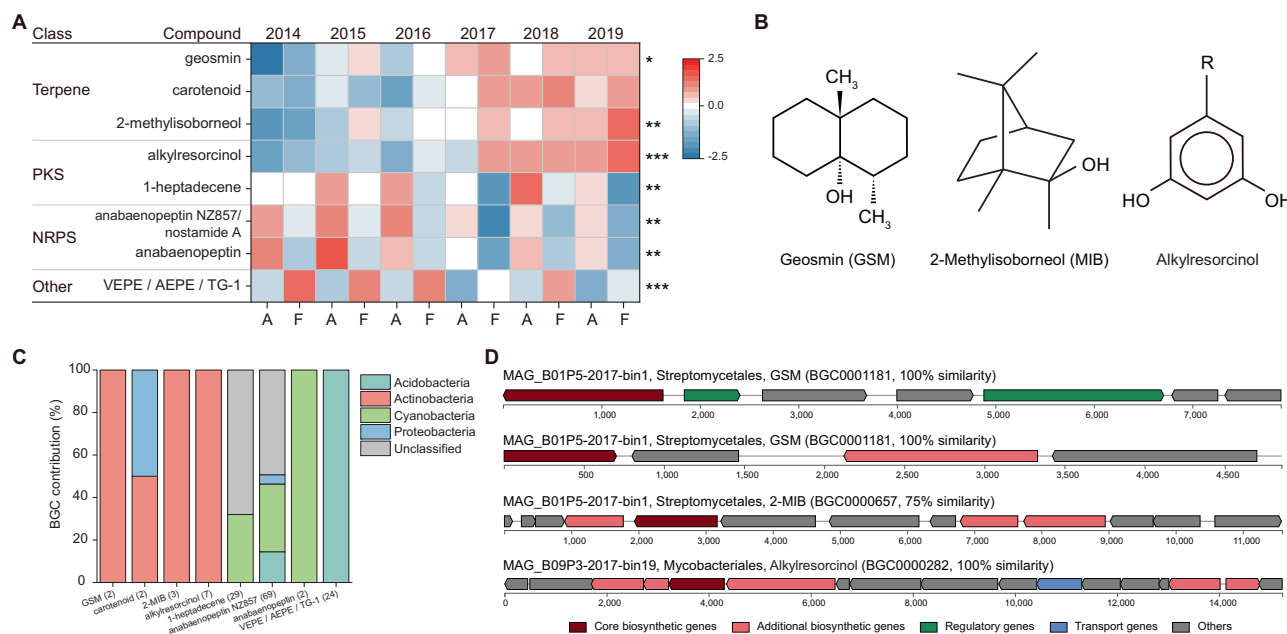 A
Class Compound 2014 2015 2016 2017 2018 2019
Terpene
geosmin *
carotenoid
2-methylisoborneol **
PKS
alkylresorcinol ***
1-heptadecene **
NRPS
anabaenopeptin NZ857/
nostamide A **
anabaenopeptin **
Other VEPE / AEPE / TG-1 ***
A F A F A F A F A F A F
2.5
0.0
-2.5
B
CH3
OH
CH3
Geosmin (GSM)
OH
2-Methylisoborneol (MIB)
R
HO OH
Alkylresorcinol
C
BGC contribution (%)
100
80
60
40
20
0
GSM (2)
carotenoid (2)
2-MIB (3)
alkylresorcinol (7)
1-heptadecene (29)
anabaenopeptin NZ857 (69)
anabaenopeptin (2)
VEPE / AEPE / TG-1 (24)
Acidobacteria
Actinobacteria
Cyanobacteria
Proteobacteria
Unclassified
D
MAG_B01P5-2017-bin1, Streptomycetales, GSM (BGC0001181, 100% similarity)
1,000 2,000 3,000 4,000 5,000 6,000 7,000
MAG_B01P5-2017-bin1, Streptomycetales, GSM (BGC0001181, 100% similarity)
500 1,000 1,500 2,000 2,500 3,000 3,500 4,000 4,500
MAG_B01P5-2017-bin1, Streptomycetales, 2-MIB (BGC0000657, 75% similarity)
1,000 2,000 3,000 4,000 5,000 6,000 7,000 8,000 9,000 10,000 11,000
MAG_B09P3-2017-bin19, Mycobacteriales, Alkylresorcinol (BGC0000282, 100% similarity)
0 2,000 4,000 6,000 8,000 10,000 12,000 14,000
Core biosynthetic genes Additional biosynthetic genes Regulatory genes Transport genes Others